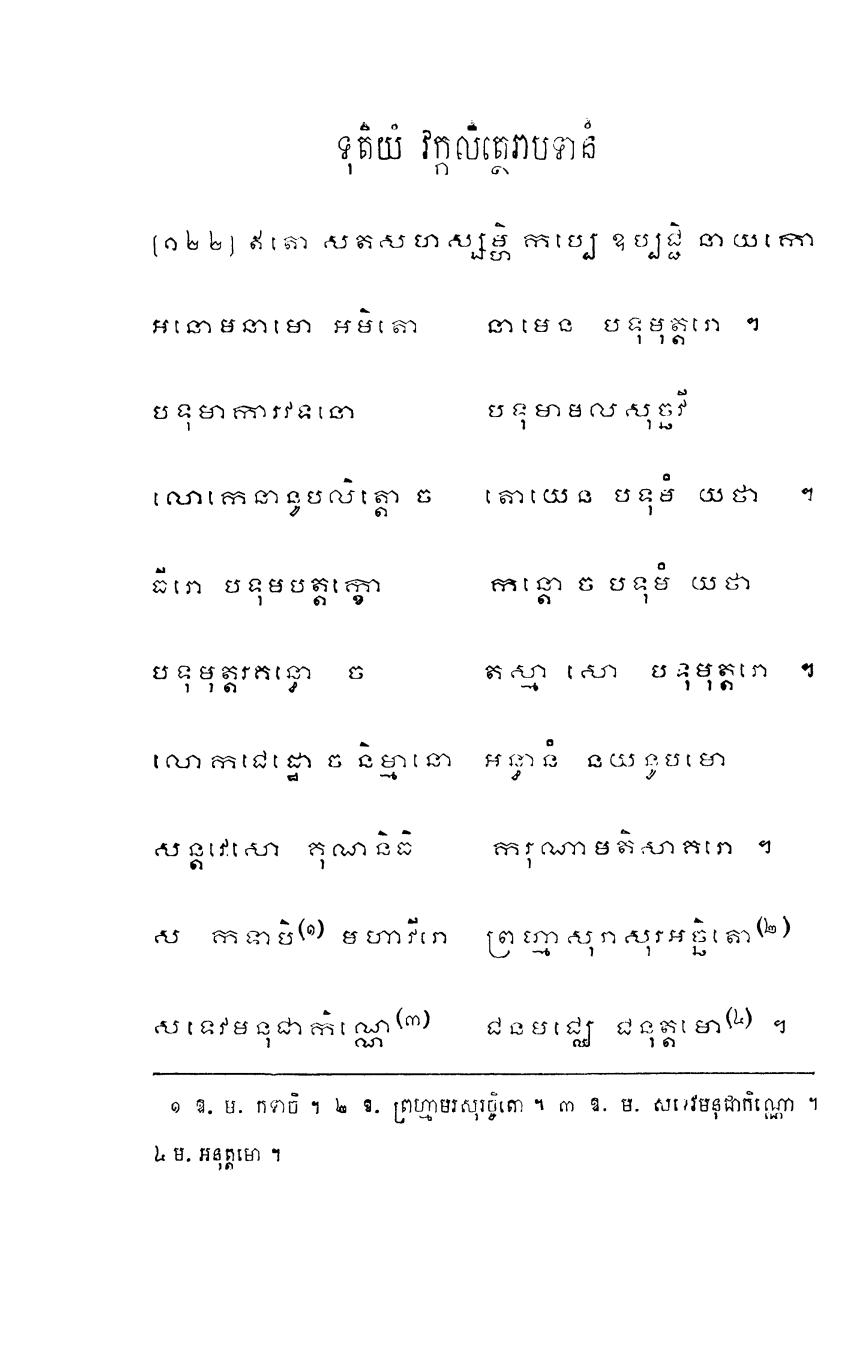 ទុតិយំ វក្កលិត្ថេរាបទានំ
[១២២] ឥតោ សតសហស្សម្ហិ កប្បេ ឧប្បជ្ជិ នាយកោ
អនោមនាមោ អមិតោ នាមេន បទុមុត្តរោ ។
បទុមាការវទនោ បទុមាមលសុច្ឆវី
លោកេនានូបលិត្តោ ច តោយេន បទុមំ យថា ។
ធីរោ បទុមបត្តក្ខោ កន្តោ ច បទុមំ យថា
បទុមុត្តរគន្ធោ ច តស្មា សោ បទុមុត្តរោ ។
លោកជេដ្ឋោ ច និម្មានោ អន្ធានំ នយនូបមោ
សន្តវេសោ គុណនិធិ ករុណាមតិសាគរោ ។
ស កទាបិ(១) មហាវីរោ ព្រហ្មាសុរាសុរអច្ចិតោ(២)
សទេវមនុជាកិណ្ណេ(៣) ជនមជ្ឈេ ជនុត្តមោ(៤) ។
១ ឱ. ម. កទាចិ ។ ២ ឱ. ព្រហ្មាមរសុរច្ចិតោ ។ ៣ ឱ. ម. សទេវមនុជាកិណ្ណោ ។
៤ ម. អនុត្តមោ ។